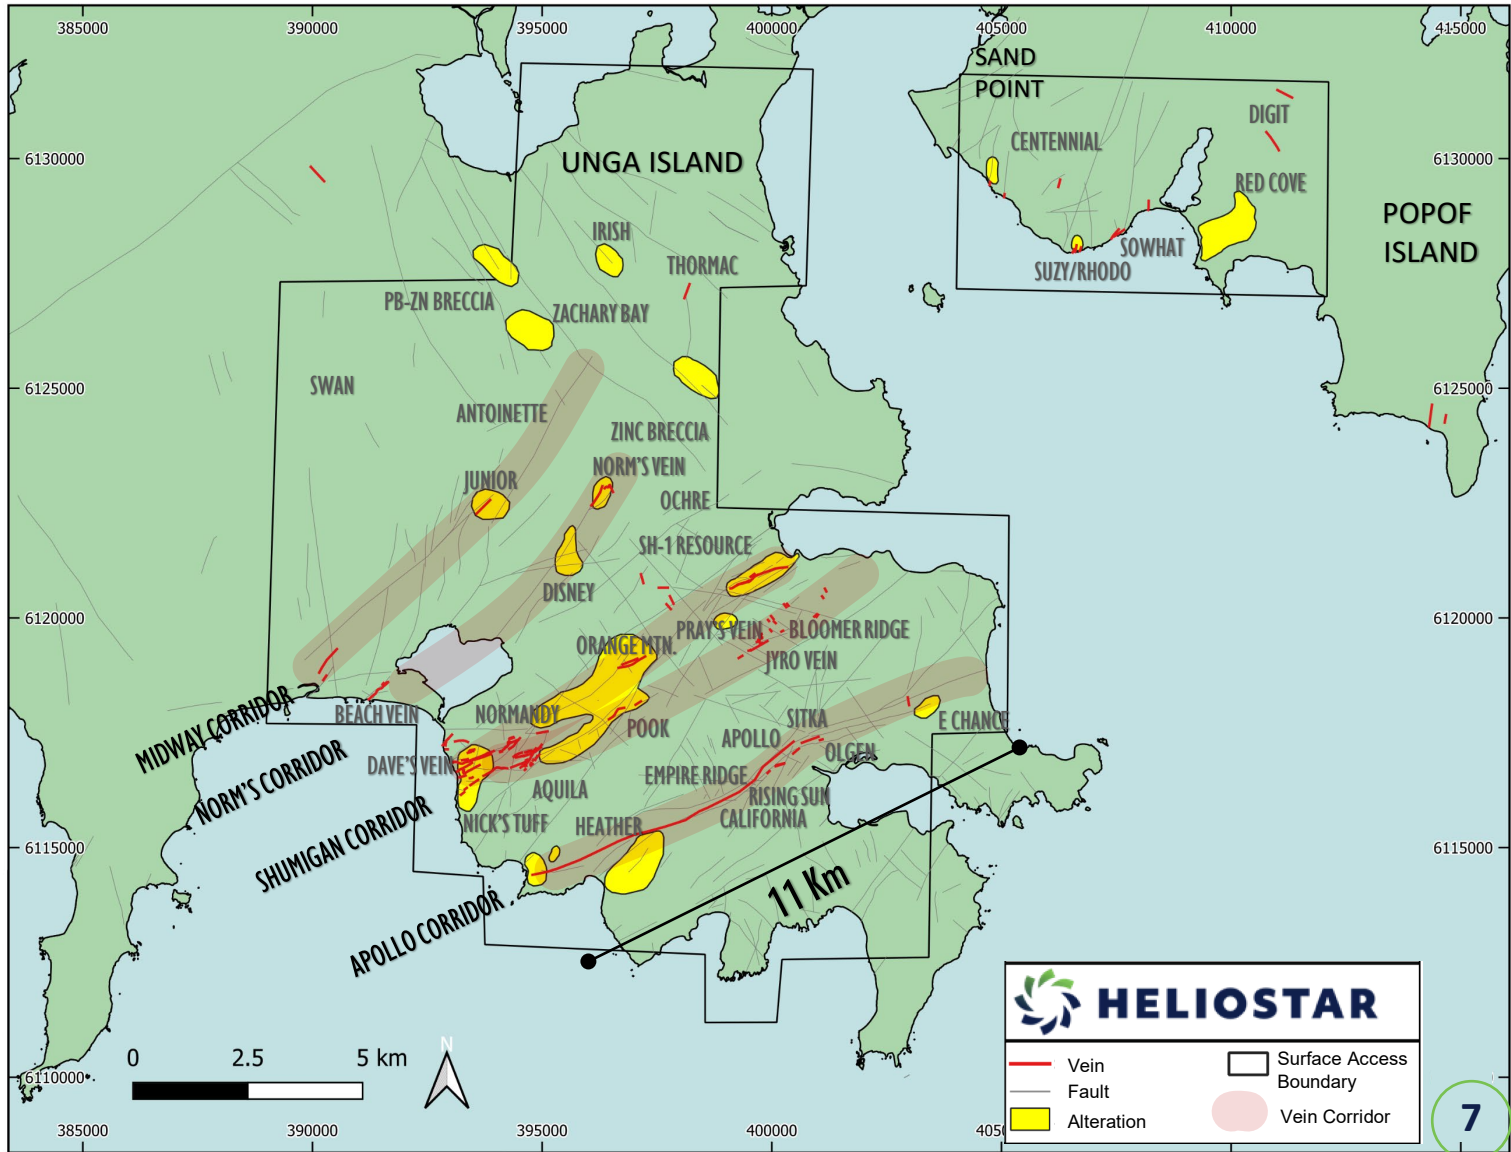 385000
390000
395000
400000
405000
410000
415000
SAND
POINT
CENTENNIAL
DIGIT
6130000
6130000
UNGA ISLAND
RED COVE
POPOF
ISLAND
IRISH
SOWHAT
THORMAC
SUZY/RHODO
PB-ZN BRECCIA
ZACHARY BAY
SWAN
6125000
6125000
ANTOINETTE
ZINC BRECCIA
NORM'S VEIN
JUNIOR
OCHRE
SH-1 RESOURCE
DISNEY
6120000
6120000
PRAY'S VEIN
BLOOMER RIDGE
ORANGE MTN.
JYRO VEIN
BEACH VEIN
NORMANDY
SITKA
E CHANCE
MIDWAY CORRIDOR
POOK
APOLLO
OLGEN
DAVE'S VEIN
NORM'S CORRIDOR
EMPIRE RIDGE
AQUILA
RISING SUN
CALIFORNIA
NICK'S TUFF
HEATHER
SHUMIGAN CORRIDOR
6115000
6115000
11 Km
APOLLO CORRIDOR
HELIOSTAR
N
0
2.5
5 km
Vein
Fault
Alteration
Surface Access
Boundary
Vein Corridor
6110000
7
385000
390000
395000
400000
405
410000
415000